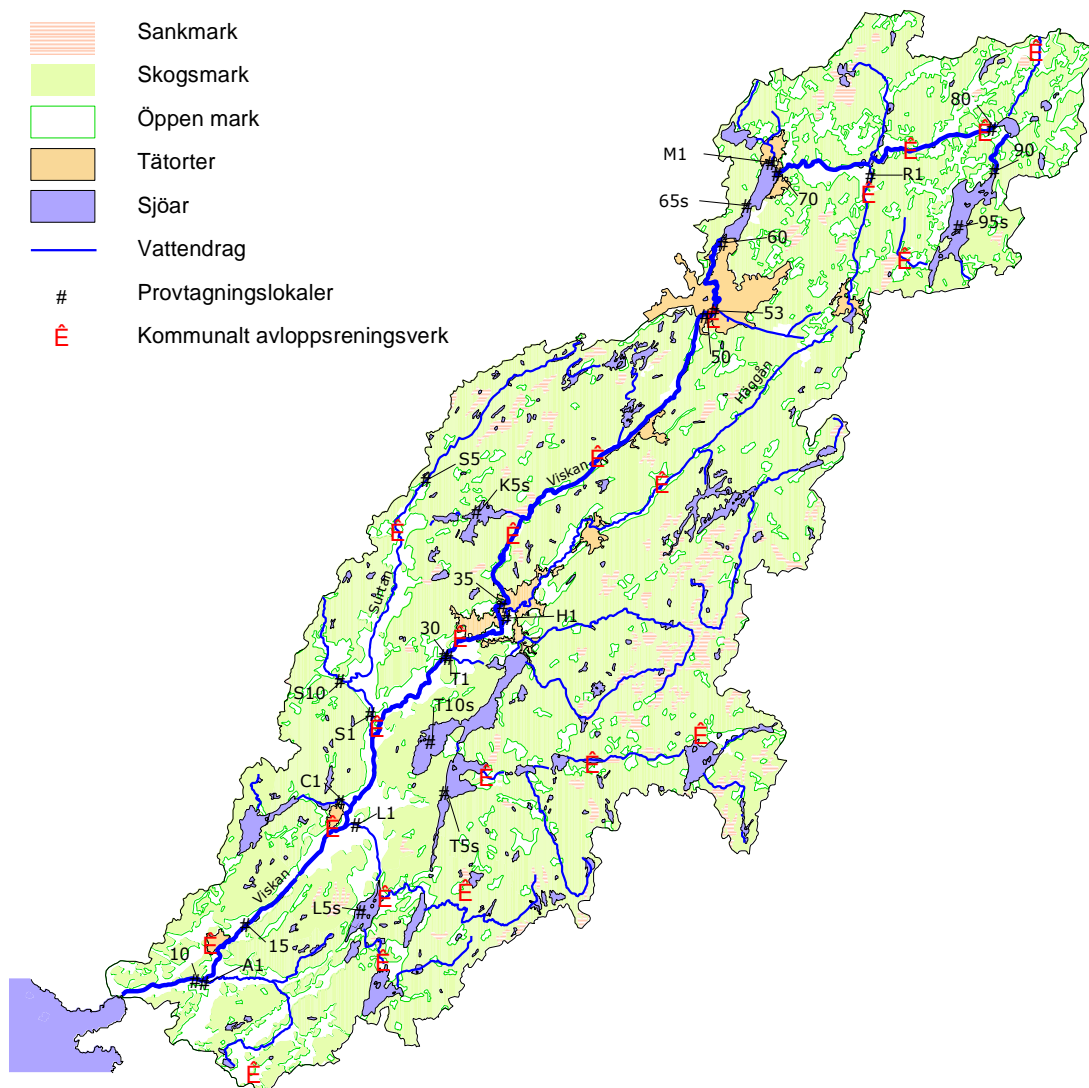 Sankmark
Skogsmark
Öppen mark
Tätorter
Sjöar
Vattendrag
# Provtagningslokaler
Ê Kommunalt avloppsreningsverk
80
90
M1
R1
70
65s
60
95s
53
50
Häggån
S5
Viskan
K5s
Surtån
35
H1
30
T1
S10
T10s
S1
C1
L1
T5s
Viskan
L5s
15
10
A1